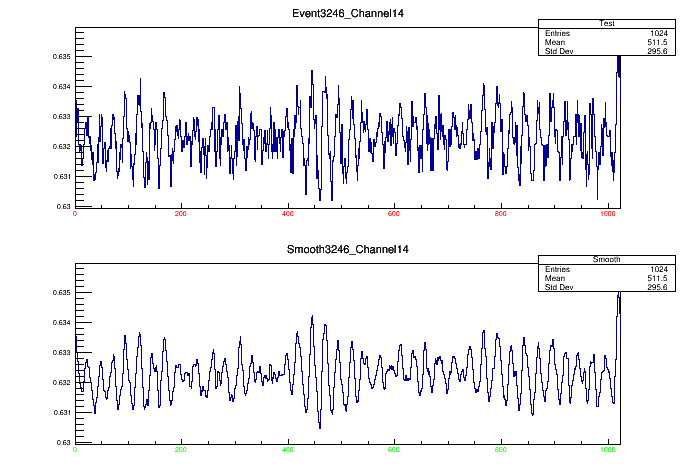 Event3246_Channel14
Test
Entries 1024
Mean 511.5
Std Dev 295.6
0.635
0.634
0.633
0.632
0.631
0.63
0 200 400 600 800 1000
Smooth3246_Channel14
Smooth
Entries 1024
Mean 511.5
Std Dev 295.6
0.635
0.634
0.633
0.632
0.631
0.63
0 200 400 600 800 1000